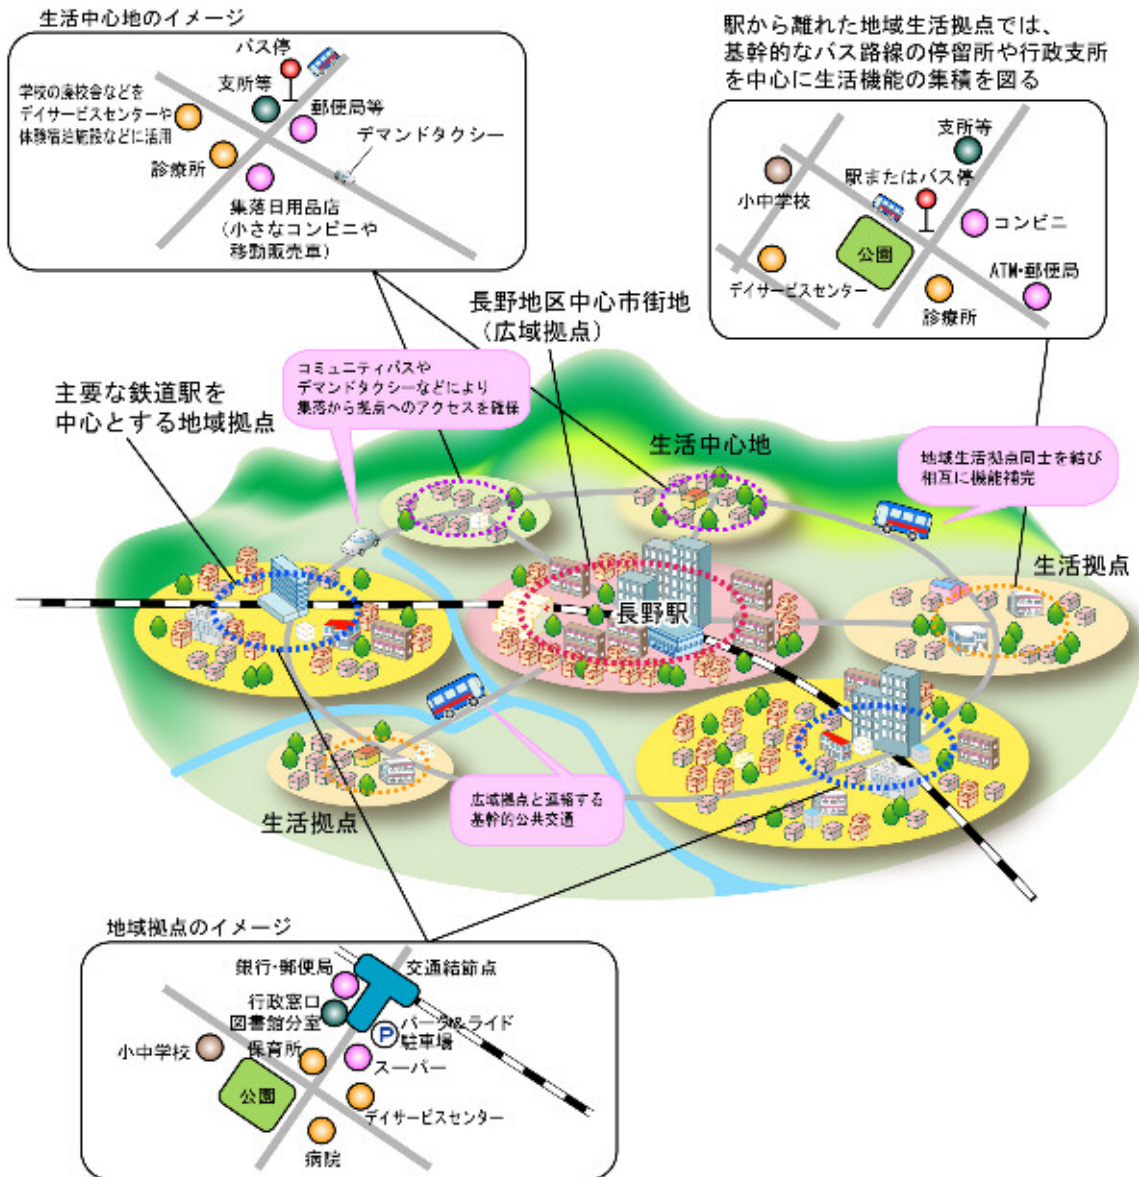 生活中心地のイメージ
バス停
支所等
学校の廃校舎などを
デイサービスセンターや
体験宿泊施設などに活用
郵便局等
デマンドタクシー
診療所
集落日用品店
(小さなコンビニや
移動販売車)
駅から離れた地域生活拠点では、
基幹的なバス路線の停留所や行政支所
を中心に生活機能の集積を図る
支所等
小中学校
駅またはバス停
コンビニ
公園
デイサービスセンター
ATM・郵便局
診療所
長野地区中心市街地
(広域拠点)
コミュニティバスや
デマンドタクシーなどにより
集落から拠点へのアクセスを確保
主要な鉄道駅を
中心とする地域拠点
生活中心地
地域生活拠点同士を結び
相互に機能補完
生活拠点
長野駅
生活拠点
広域拠点と連絡する
基幹的公共交通
地域拠点のイメージ
銀行・郵便局
交通結節点
行政窓口
図書館分室
P
パーク&ライド
駐車場
小中学校
保育所
スーパー
公園
デイサービスセンター
病院